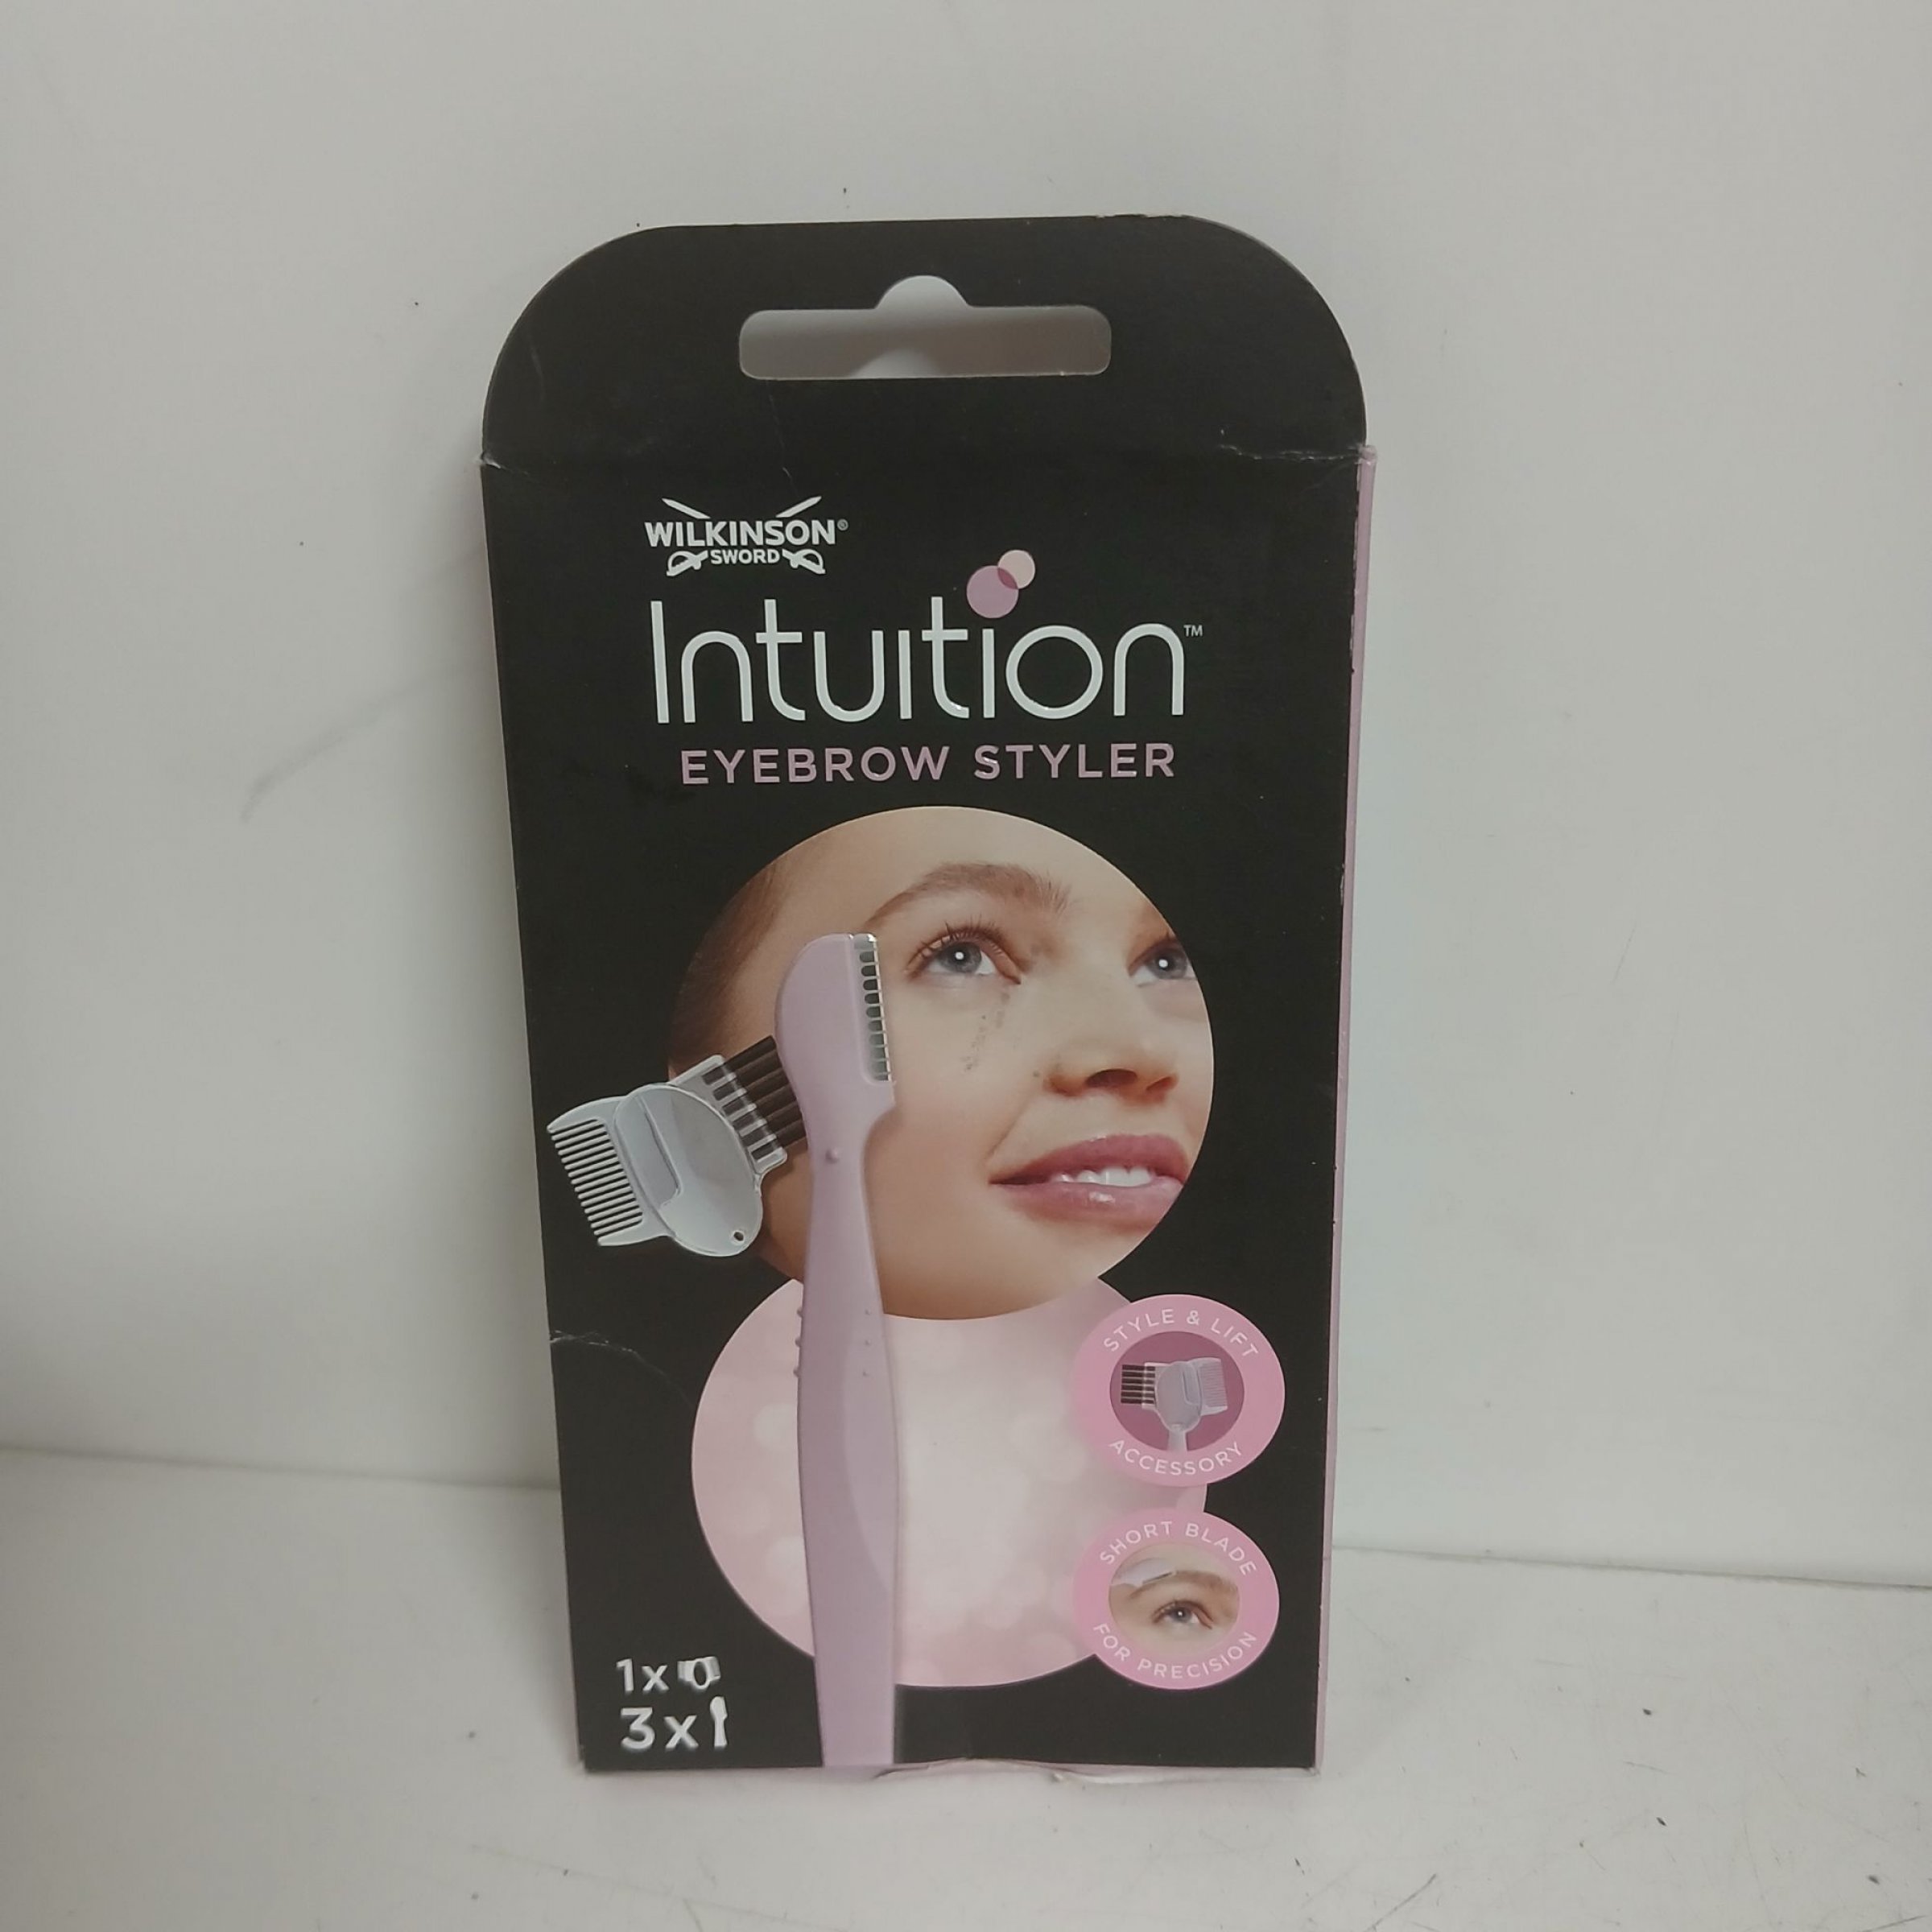 WILKINSON®
SWORD
Intuition™
EYEBROW STYLER
STYLE & LIFT
ACCESSORY
SHORT BLADE
FOR PRECISION
1x
3x